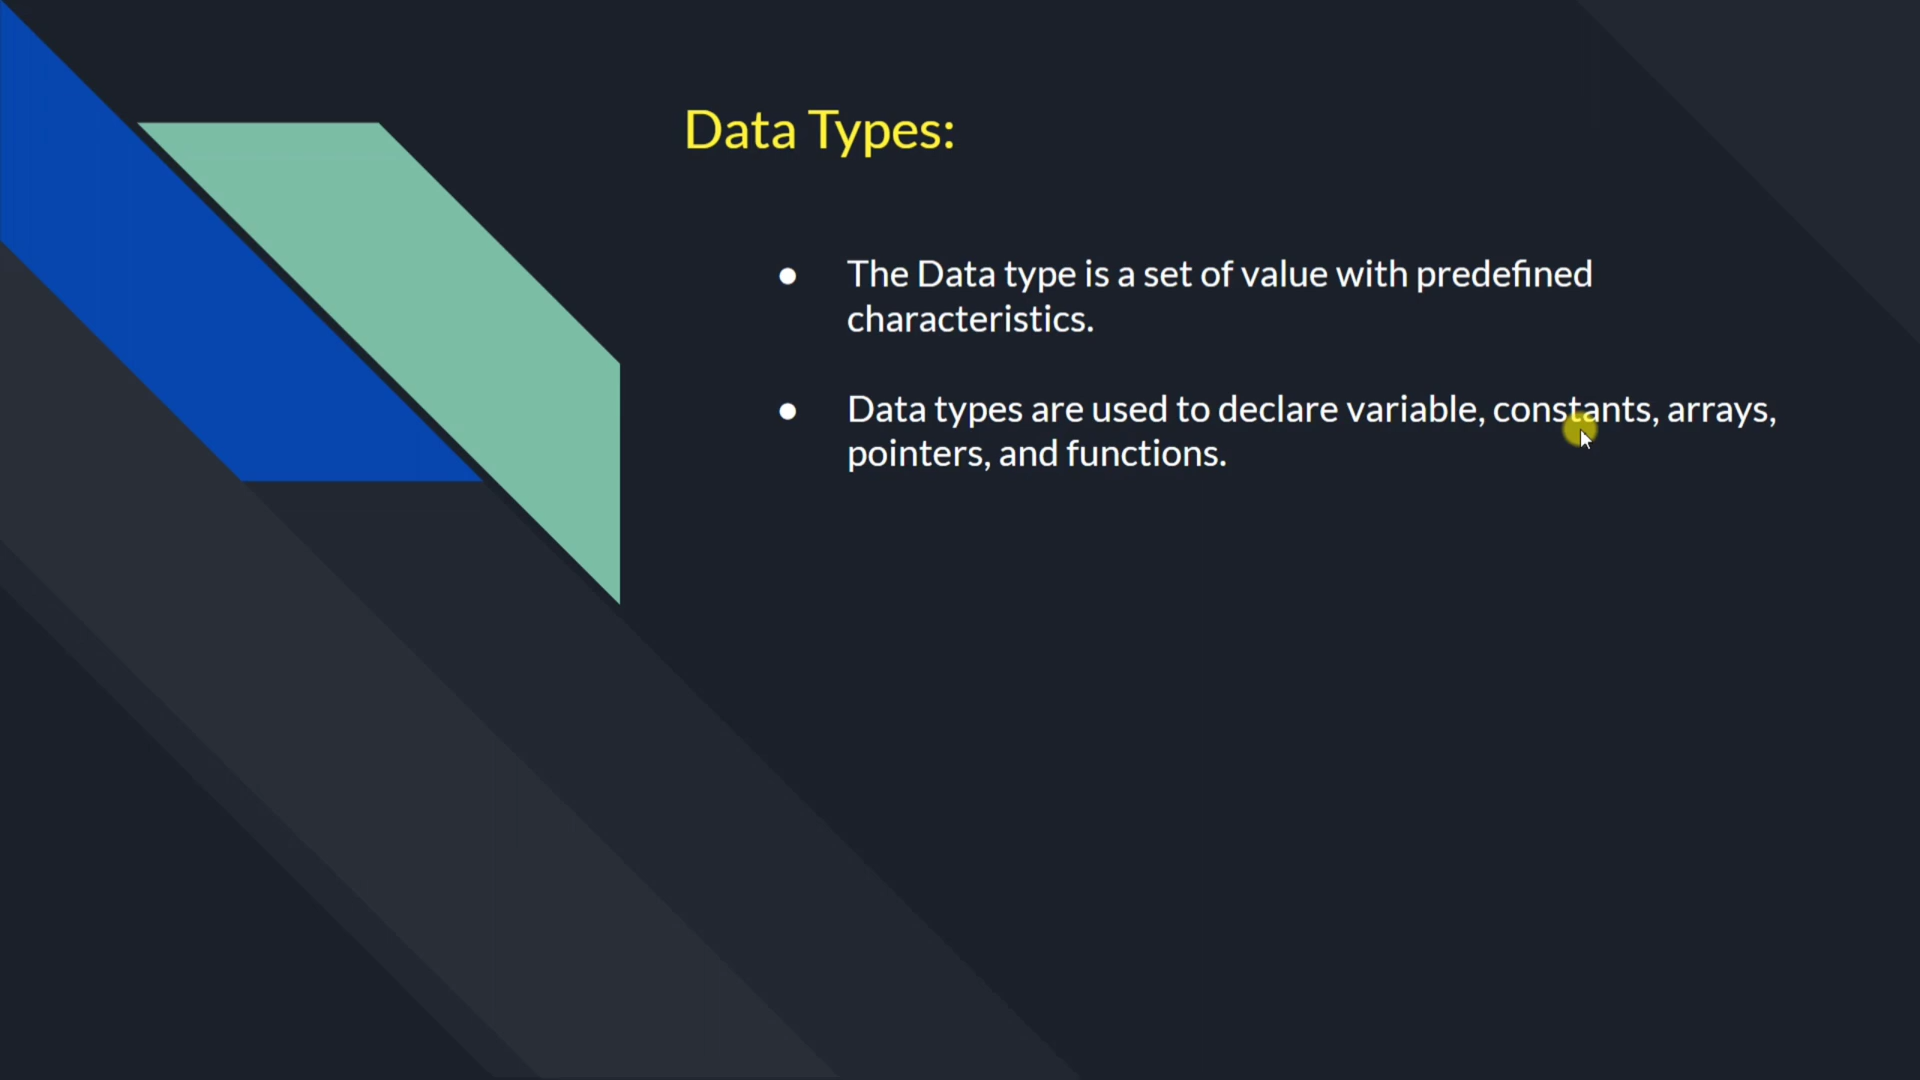 Data Types:
● The Data type is a set of value with predefined
characteristics.
● Data types are used to declare variable, constants, arrays,
pointers, and functions.